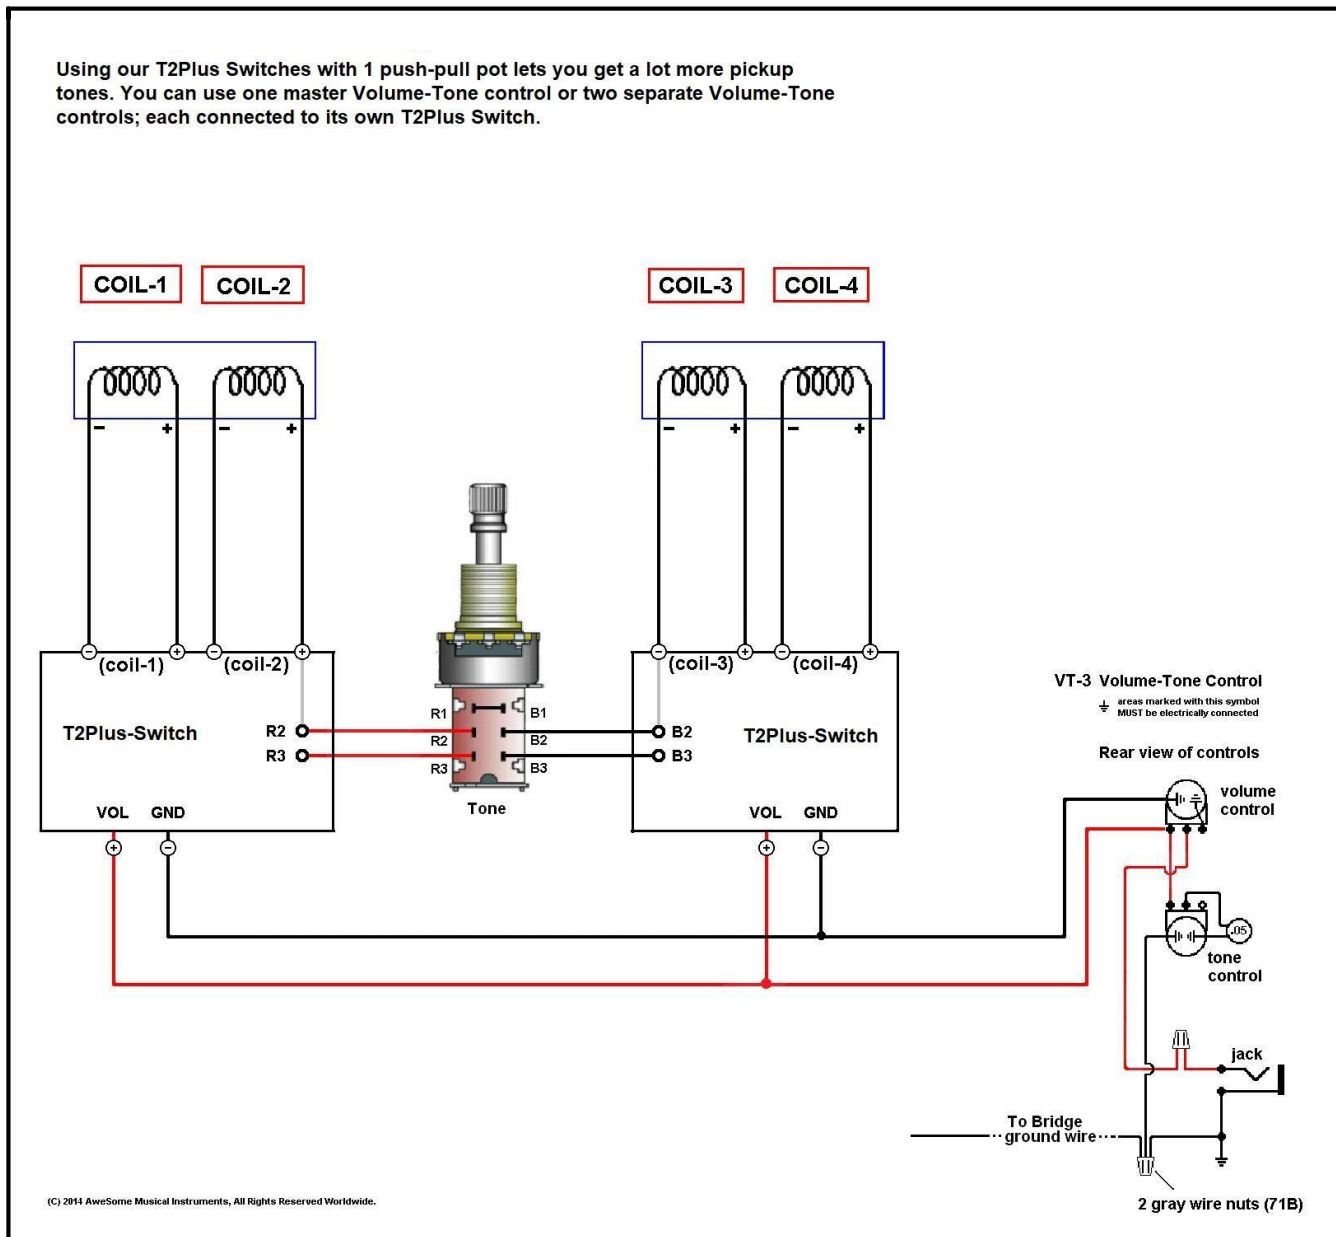 Using our T2Plus Switches with 1 push-pull pot lets you get a lot more pickup
tones. You can use one master Volume-Tone control or two separate Volume-Tone
controls; each connected to its own T2Plus Switch.
COIL-1
COIL-2
COIL-3
COIL-4
− +
− +
− +
− +
− (coil-1) + − (coil-2) +
− (coil-3) + − (coil-4) +
T2Plus-Switch
R2
R3
VOL GND
+ −
R1
R2
R3
B1
B2
B3
Tone
B2
B3
T2Plus-Switch
VOL GND
+ −
VT-3 Volume-Tone Control
areas marked with this symbol
MUST be electrically connected
Rear view of controls
volume
control
.05
tone
control
jack
To Bridge
ground wire
2 gray wire nuts (71B)
(C) 2014 AweSome Musical Instruments, All Rights Reserved Worldwide.